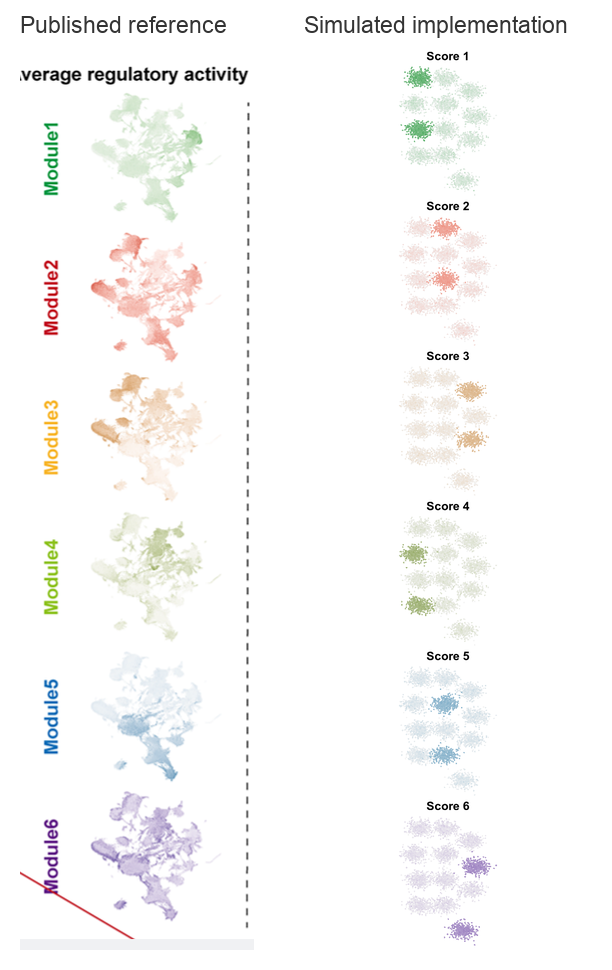 Published reference
Simulated implementation
verage regulatory activity
Module1
Module2
Module3
Module4
Module5
Module6
Score 1
Score 2
Score 3
Score 4
Score 5
Score 6